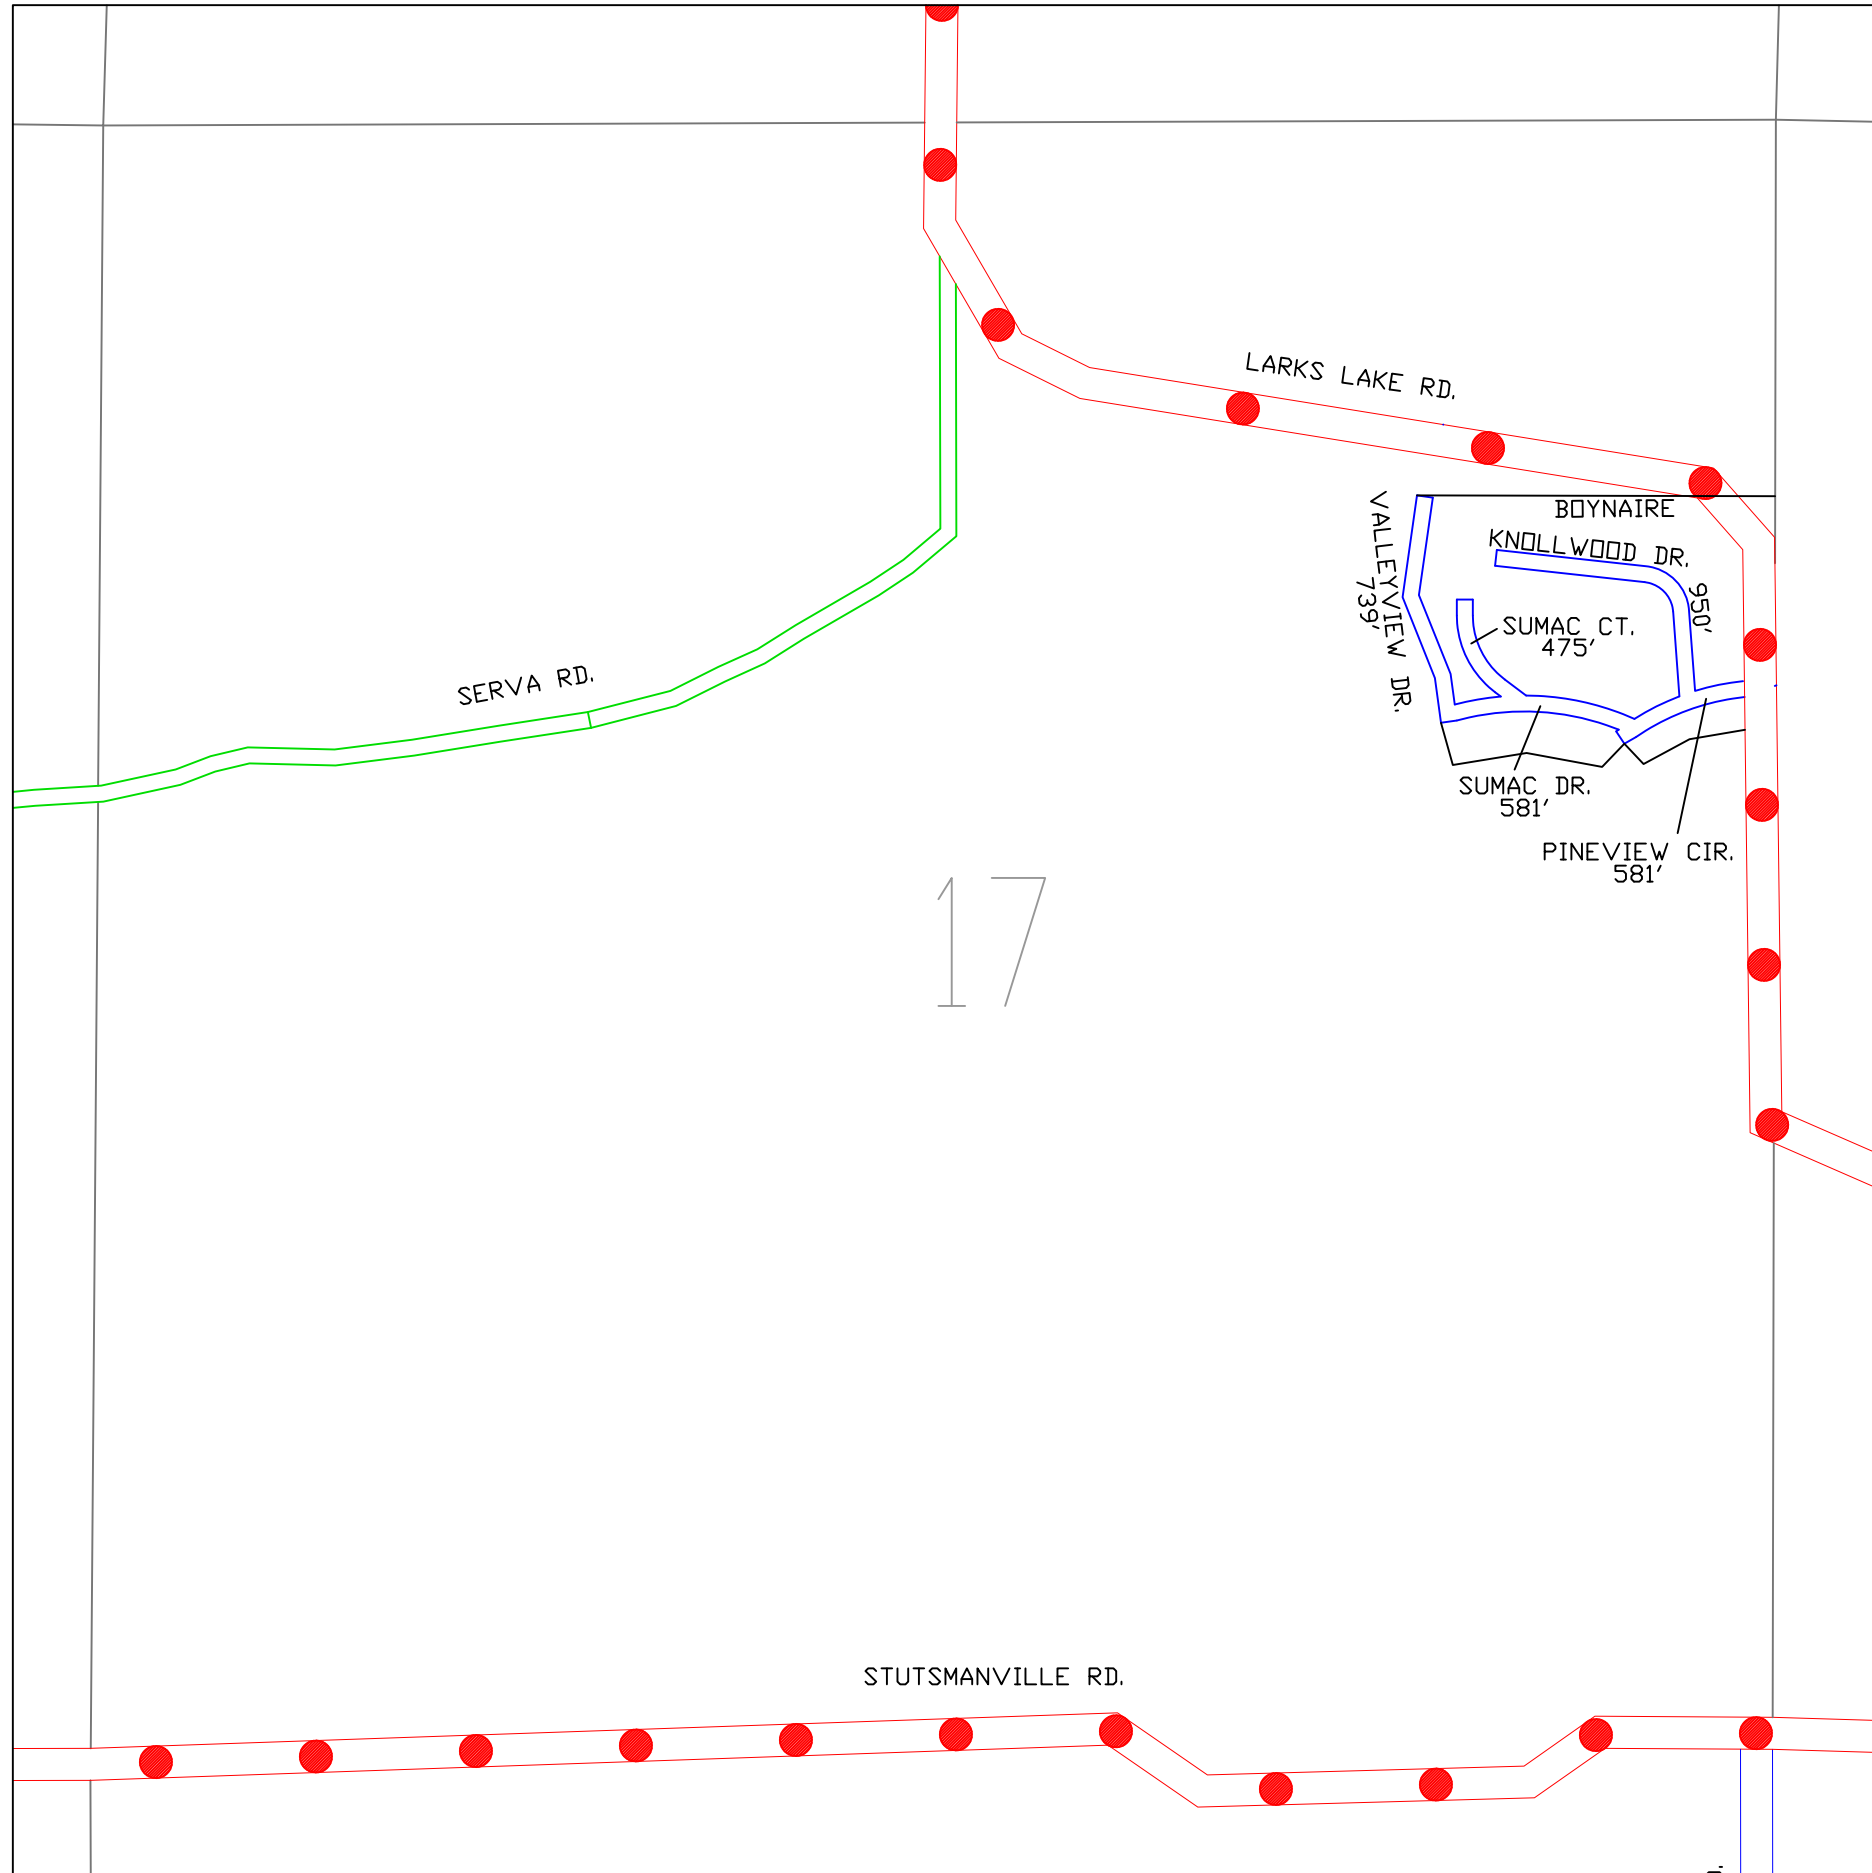 LARKS LAKE RD.
BOYNAIRE
KNOLLWOOD DR.
950'
VALLEYVIEW DR.
739'
SUMAC CT.
475'
SERVA RD.
SUMAC DR.
581'
PINEVIEW CIR.
581'
17
STUTSMANVILLE RD.